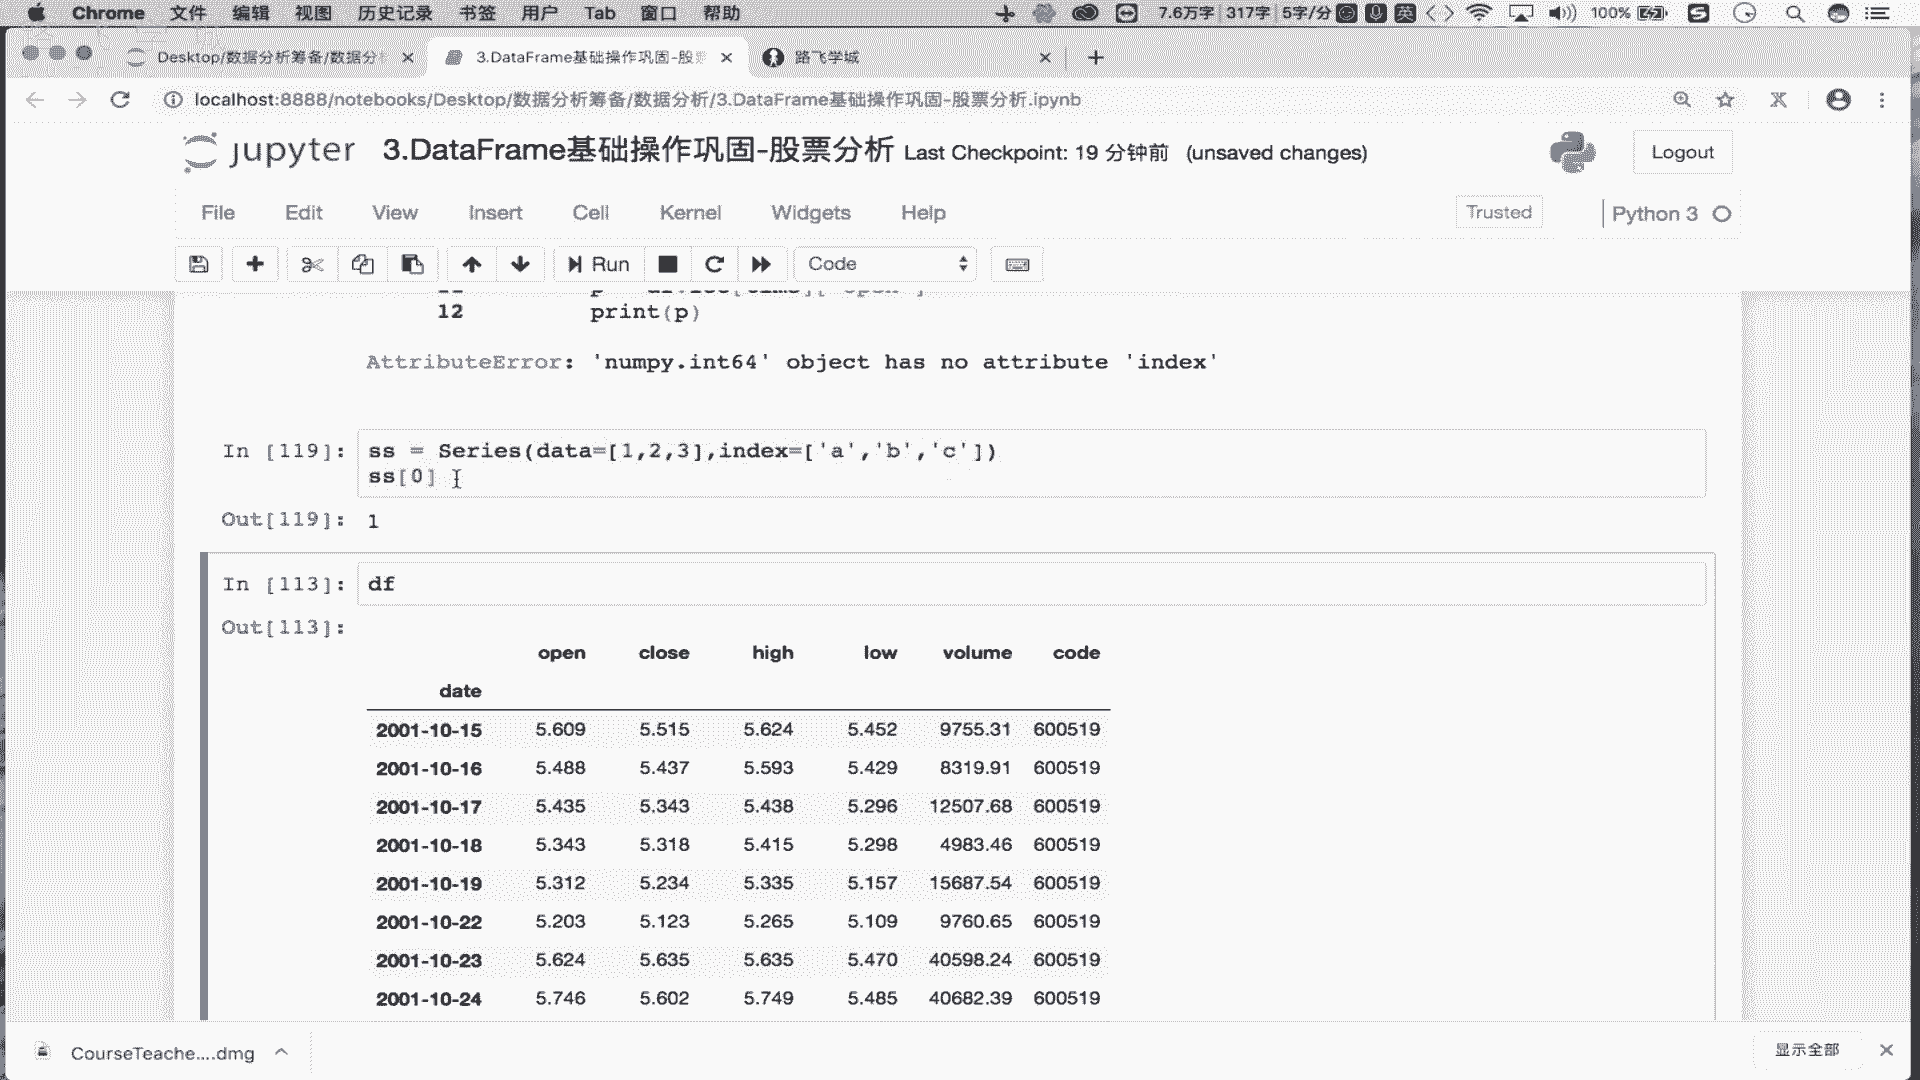 Chrome 文件 编辑 视图 历史记录 书签 用户 Tab 窗口 帮助 7.6万字 317字 5字/分 英 100%
Desktop/数据分析筹备/数据分析 3.DataFrame基础操作巩固-股票 路飞学城
localhost:8888/notebooks/Desktop/数据分析筹备/数据分析/3.DataFrame基础操作巩固-股票分析.ipynb
jupyter 3.DataFrame基础操作巩固-股票分析 Last Checkpoint: 19 分钟前 (unsaved changes) Logout
File Edit View Insert Cell Kernel Widgets Help Trusted Python 3
Run Code
12 print(p)
AttributeError: 'numpy.int64' object has no attribute 'index'
In [119]: ss = Series(data=[1,2,3],index=['a','b','c'])
ss[0]
Out[119]: 1
In [113]: df
Out[113]:
open close high low volume code
date
2001-10-15 5.609 5.515 5.624 5.452 9755.31 600519
2001-10-16 5.488 5.437 5.593 5.429 8319.91 600519
2001-10-17 5.435 5.343 5.438 5.296 12507.68 600519
2001-10-18 5.343 5.318 5.415 5.298 4983.46 600519
2001-10-19 5.312 5.234 5.335 5.157 15687.54 600519
2001-10-22 5.203 5.123 5.265 5.109 9760.65 600519
2001-10-23 5.624 5.635 5.635 5.470 40598.24 600519
2001-10-24 5.746 5.602 5.749 5.485 40682.39 600519
CourseTeache....dmg 显示全部